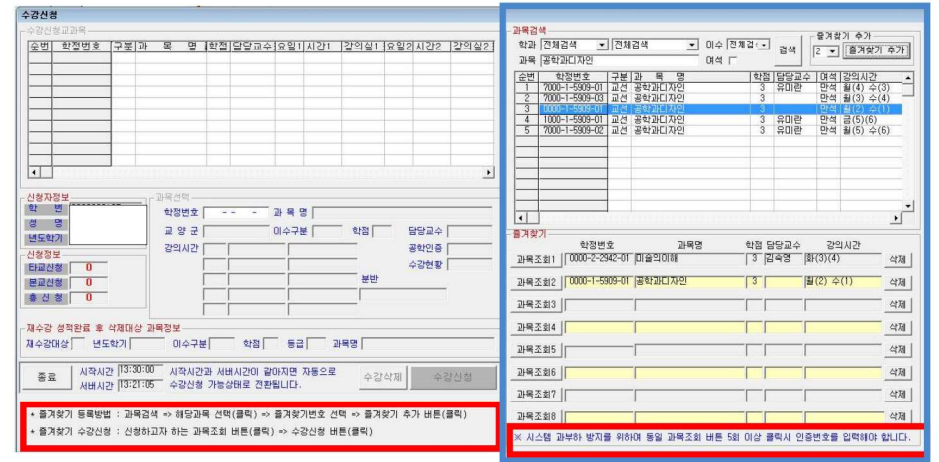 수강신청
수강신청교과목
순번 학정번호 구분 과 목 명 학점 담당교수 요일1 시간1 강의실1 요일2 시간2 강의실2
신청자정보
학 번
성 명
년도학기
신청정보
타교신청 0
본교신청 0
총 신 청 0
과목선택
학정번호 -- - 과 목 명
교 양 군 이수구분 학점 담당교수
강의시간 공학인증
수강현황
분반
재수강 성적완료 후 삭제대상 과목정보
재수강대상 년도학기 이수구분 학점 등급 과목명
종료 시작시간 13:30:00 시작시간과 서버시간이 같아지면 자동으로 수강삭제 수강신청
서버시간 13:21:05 수강신청 가능상태로 전환됩니다.
* 즐겨찾기 등록방법 : 과목검색 => 해당과목 선택(클릭) => 즐겨찾기번호 선택 => 즐겨찾기 추가 버튼(클릭)
* 즐겨찾기 수강신청 : 신청하고자 하는 과목조회 버튼(클릭) => 수강신청 버튼(클릭)
과목검색
학과 전체검색 전체검색 이수 전체검 검색
과목 공학과디자인 여석
즐겨찾기 추가
2 즐겨찾기 추가
순번 학정번호 구분 과 목 명 학점 담당교수 여석 강의시간
1 7000-1-5909-01 교선 공학과디자인 3 유미란 만석 월(4) 수(3)
2 7000-1-5909-03 교선 공학과디자인 3 만석 월(3) 수(4)
3 0000-1-5909-01 교선 공학과디자인 3 만석 월(2) 수(1)
4 1000-1-5909-01 교선 공학과디자인 3 유미란 만석 금(5)(6)
5 7000-1-5909-02 교선 공학과디자인 3 유미란 만석 월(5) 수(6)
즐겨찾기
학정번호 과목명 학점 담당교수 강의시간
과목조회1 0000-2-2942-01 미술의이해 3 김숙영 화(3)(4) 삭제
과목조회2 0000-1-5909-01 공학과디자인 3 월(2) 수(1) 삭제
과목조회3 삭제
과목조회4 삭제
과목조회5 삭제
과목조회6 삭제
과목조회7 삭제
과목조회8 삭제
※ 시스템 과부하 방지를 위하여 동일 과목조회 버튼 5회 이상 클릭시 인증번호를 입력해야 합니다.